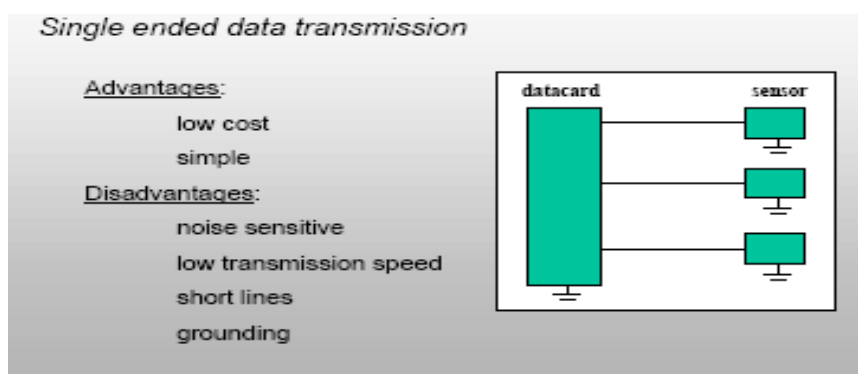 Single ended data transmission
Advantages:
low cost
simple
Disadvantages:
noise sensitive
low transmission speed
short lines
grounding
datacard sensor